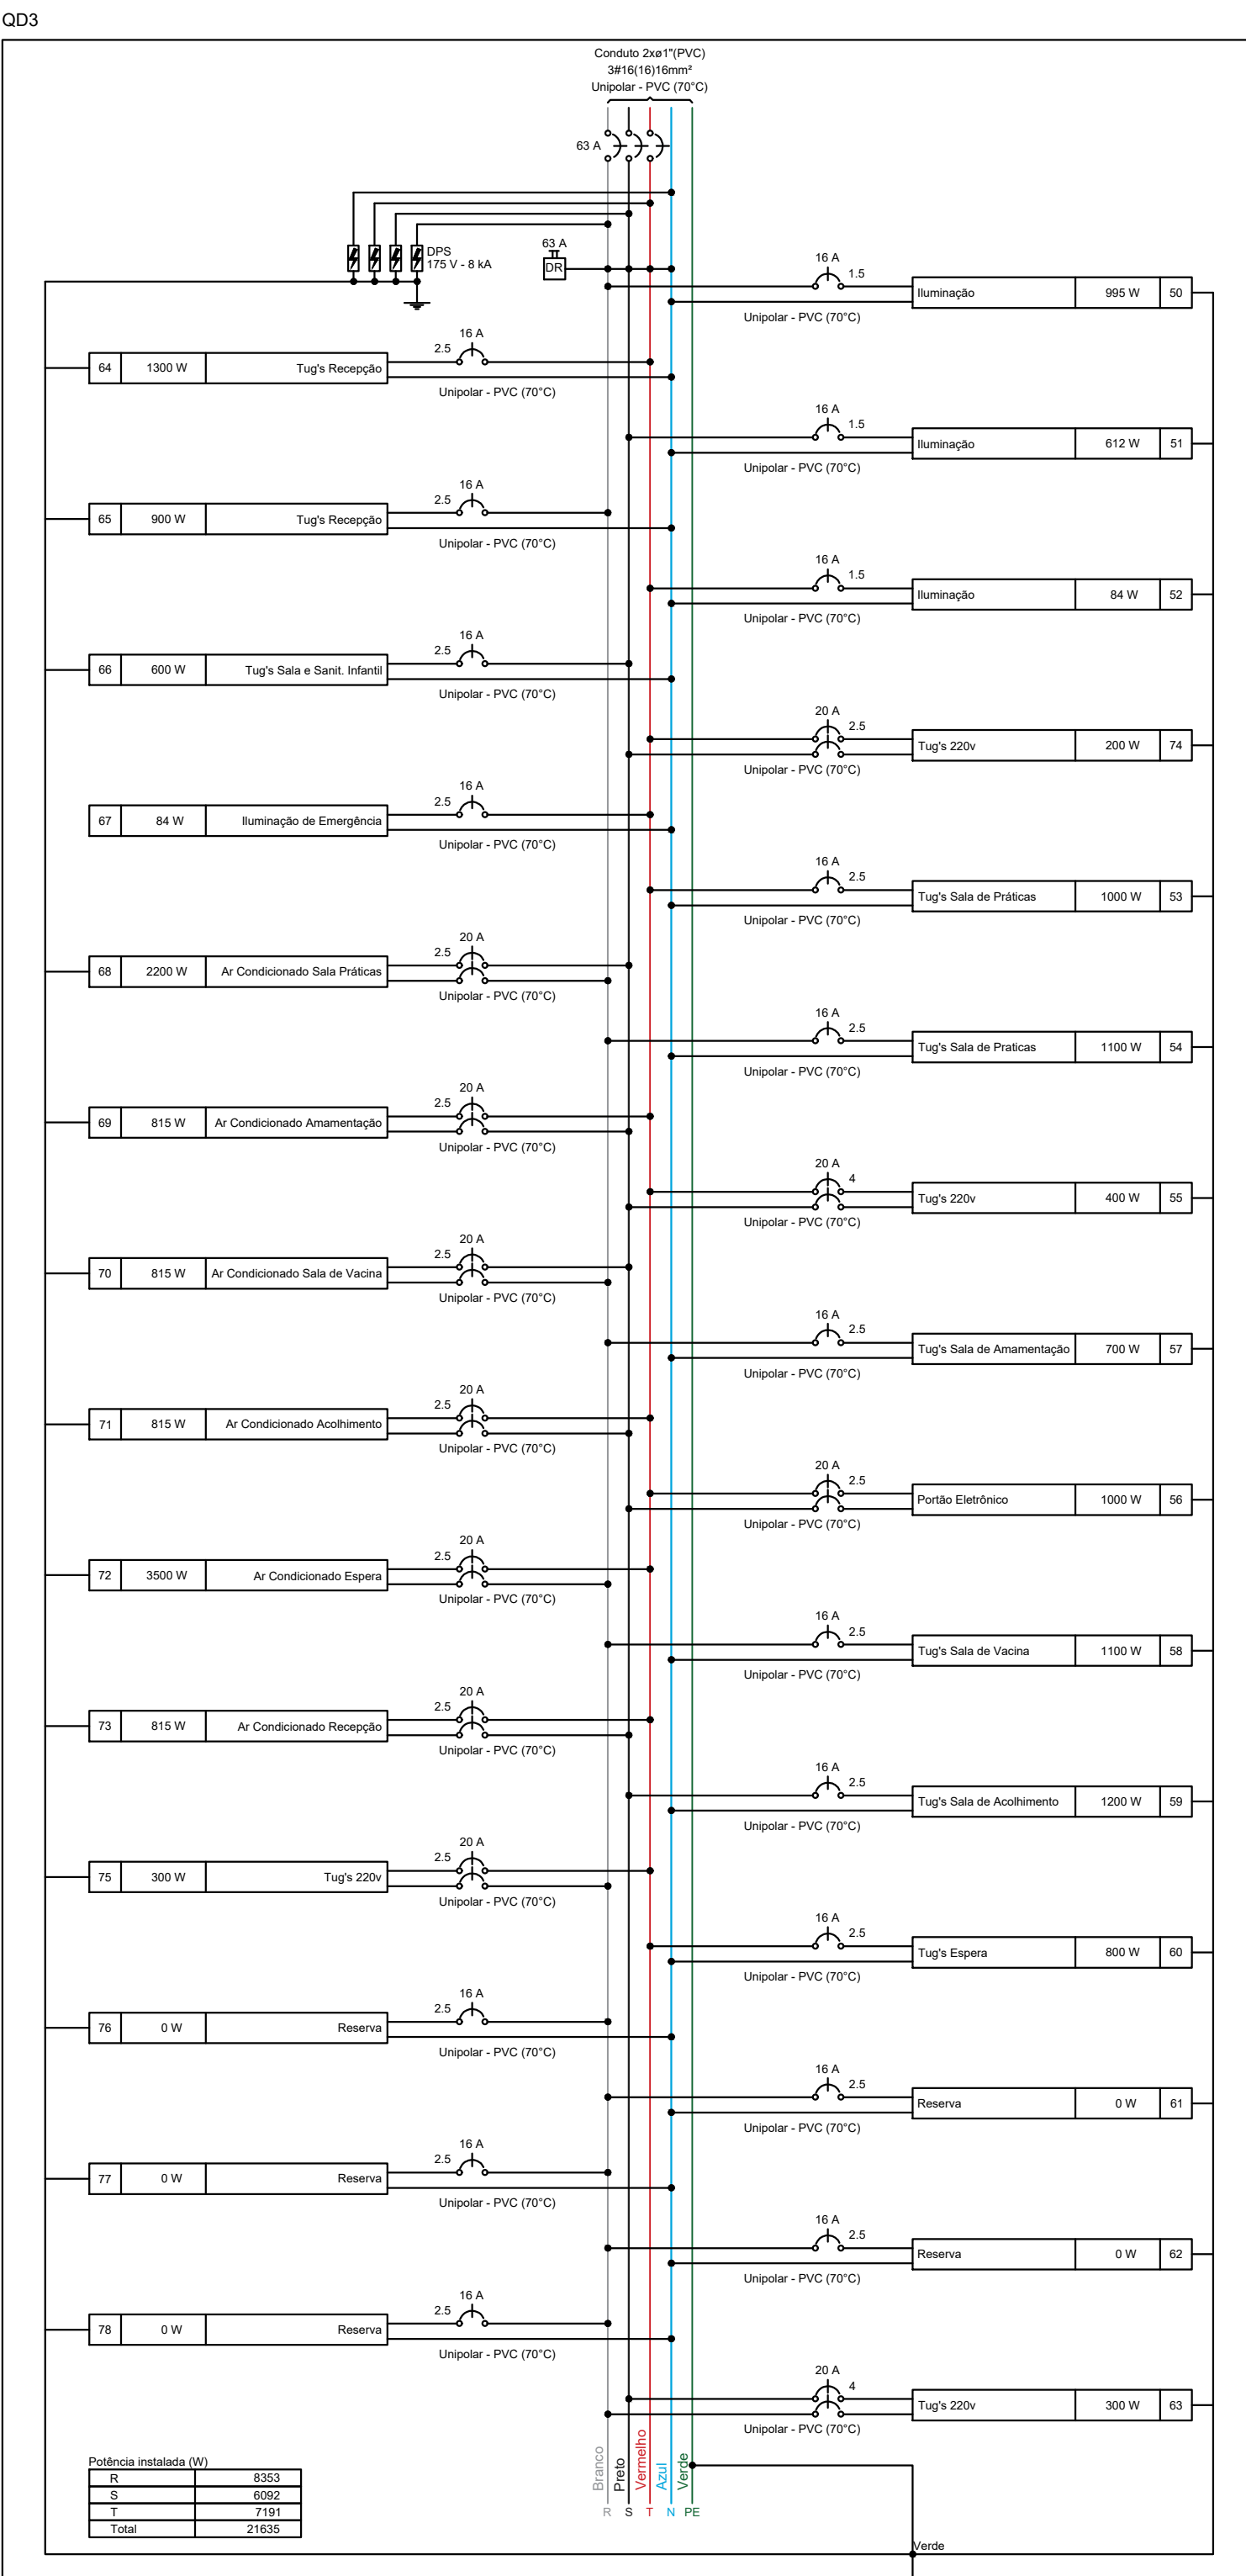 QD3
Conduto 2xø1"(PVC)
3#16(16)16mm²
Unipolar - PVC (70°C)
63 A
DPS
175 V - 8 kA
63 A
DR
16 A
1.5
Iluminação 995 W 50
Unipolar - PVC (70°C)
16 A
2.5
64 1300 W Tug's Recepção
Unipolar - PVC (70°C)
16 A
1.5
Iluminação 612 W 51
Unipolar - PVC (70°C)
16 A
2.5
65 900 W Tug's Recepção
Unipolar - PVC (70°C)
16 A
1.5
Iluminação 84 W 52
Unipolar - PVC (70°C)
16 A
2.5
66 600 W Tug's Sala e Sanit. Infantil
Unipolar - PVC (70°C)
20 A
2.5
Tug's 220v 200 W 74
Unipolar - PVC (70°C)
16 A
2.5
67 84 W Iluminação de Emergência
Unipolar - PVC (70°C)
16 A
2.5
Tug's Sala de Práticas 1000 W 53
Unipolar - PVC (70°C)
20 A
2.5
68 2200 W Ar Condicionado Sala Práticas
Unipolar - PVC (70°C)
16 A
2.5
Tug's Sala de Praticas 1100 W 54
Unipolar - PVC (70°C)
20 A
2.5
69 815 W Ar Condicionado Amamentação
Unipolar - PVC (70°C)
20 A
4
Tug's 220v 400 W 55
Unipolar - PVC (70°C)
20 A
2.5
70 815 W Ar Condicionado Sala de Vacina
Unipolar - PVC (70°C)
16 A
2.5
Tug's Sala de Amamentação 700 W 57
Unipolar - PVC (70°C)
20 A
2.5
71 815 W Ar Condicionado Acolhimento
Unipolar - PVC (70°C)
20 A
2.5
Portão Eletrônico 1000 W 56
Unipolar - PVC (70°C)
20 A
2.5
72 3500 W Ar Condicionado Espera
Unipolar - PVC (70°C)
16 A
2.5
Tug's Sala de Vacina 1100 W 58
Unipolar - PVC (70°C)
20 A
2.5
73 815 W Ar Condicionado Recepção
Unipolar - PVC (70°C)
16 A
2.5
Tug's Sala de Acolhimento 1200 W 59
Unipolar - PVC (70°C)
20 A
2.5
75 300 W Tug's 220v
Unipolar - PVC (70°C)
16 A
2.5
Tug's Espera 800 W 60
Unipolar - PVC (70°C)
16 A
2.5
76 0 W Reserva
Unipolar - PVC (70°C)
16 A
2.5
Reserva 0 W 61
Unipolar - PVC (70°C)
16 A
2.5
77 0 W Reserva
Unipolar - PVC (70°C)
16 A
2.5
Reserva 0 W 62
Unipolar - PVC (70°C)
16 A
2.5
78 0 W Reserva
Unipolar - PVC (70°C)
20 A
4
Tug's 220v 300 W 63
Unipolar - PVC (70°C)
Branco
Preto
Vermelho
Azul
Verde
R S T N PE
Potência instalada (W)
R 8353
S 6092
T 7191
Total 21635
Verde